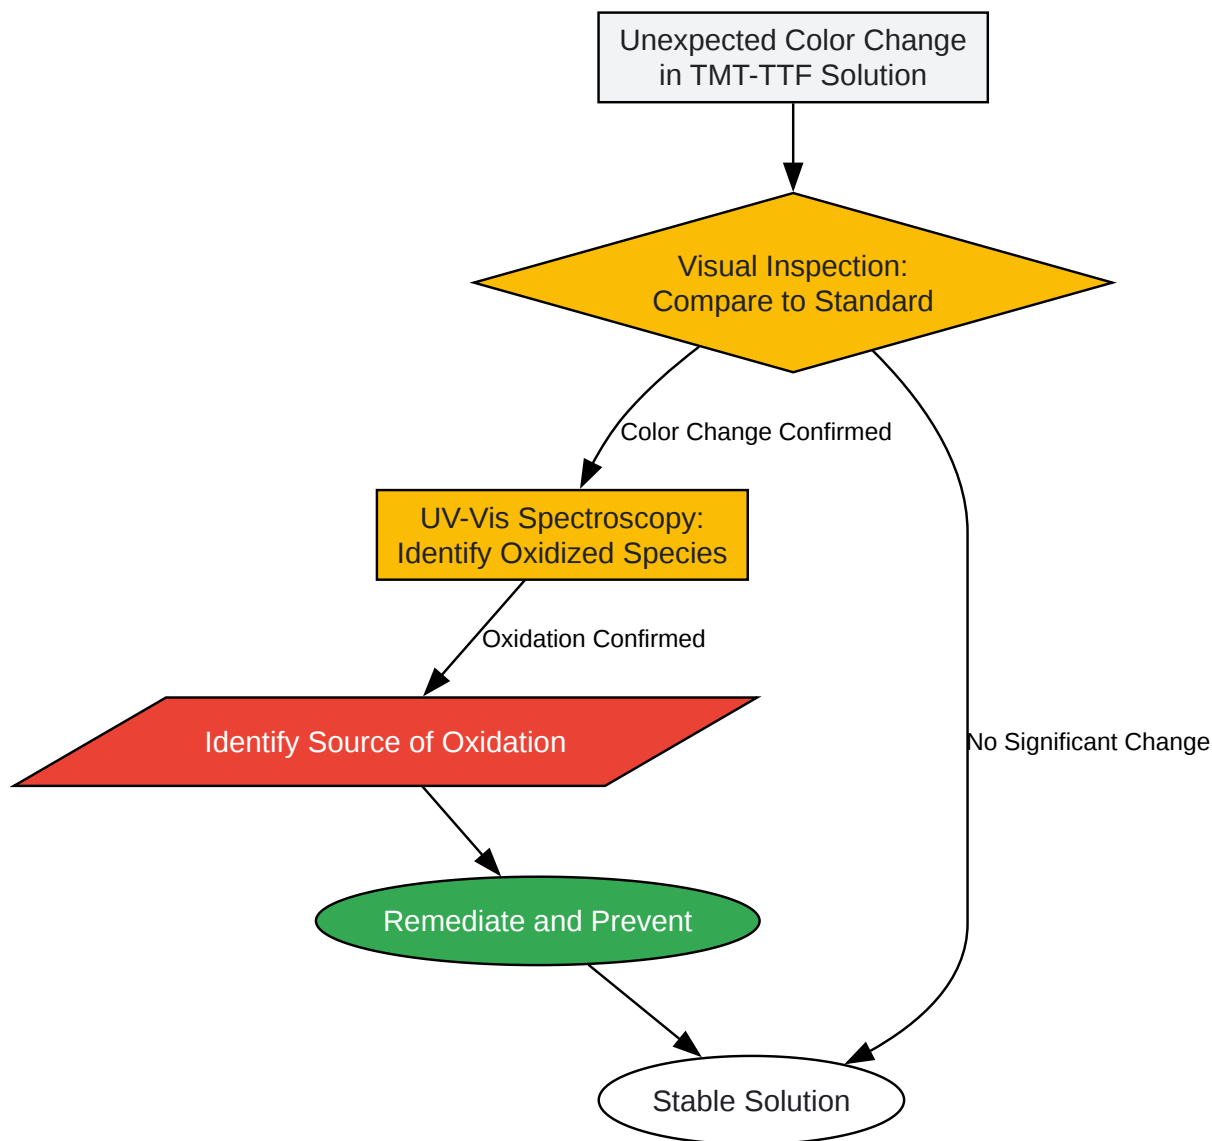 Unexpected Color Change
in TMT-TTF Solution
Visual Inspection:
Compare to Standard
Color Change Confirmed
UV-Vis Spectroscopy:
Identify Oxidized Species
Oxidation Confirmed
Identify Source of Oxidation
No Significant Change
Remediate and Prevent
Stable Solution